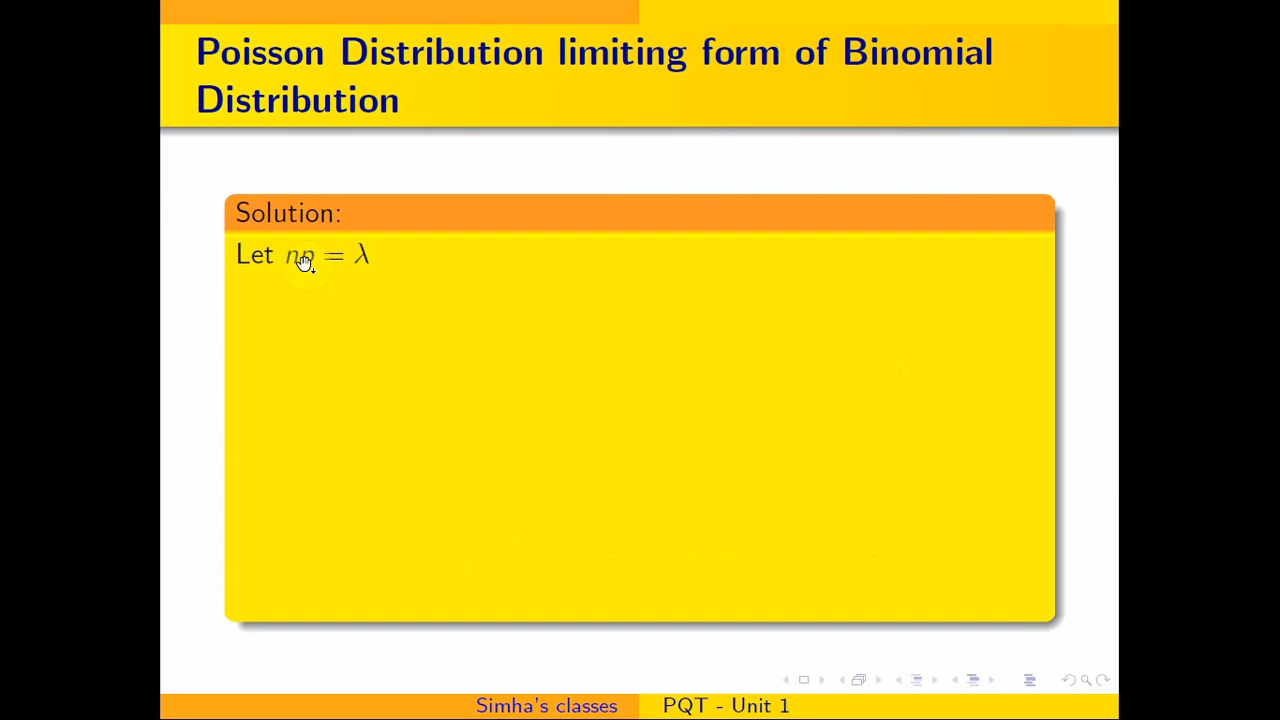 Poisson Distribution limiting form of Binomial
Distribution
Solution:
Let np = λ
Simha's classes PQT - Unit 1